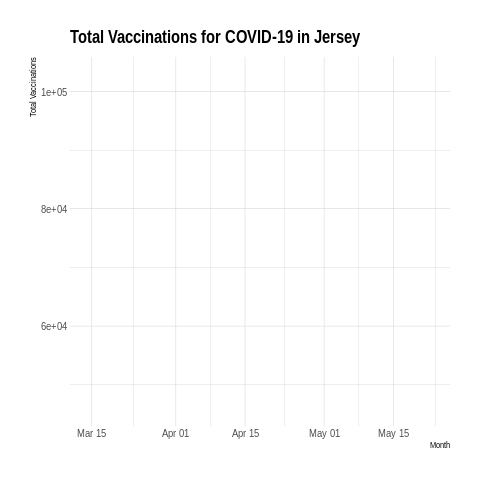 Total Vaccinations for COVID-19 in Jersey
Total Vaccinations
1e+05
8e+04
6e+04
Mar 15 Apr 01 Apr 15 May 01 May 15
Month